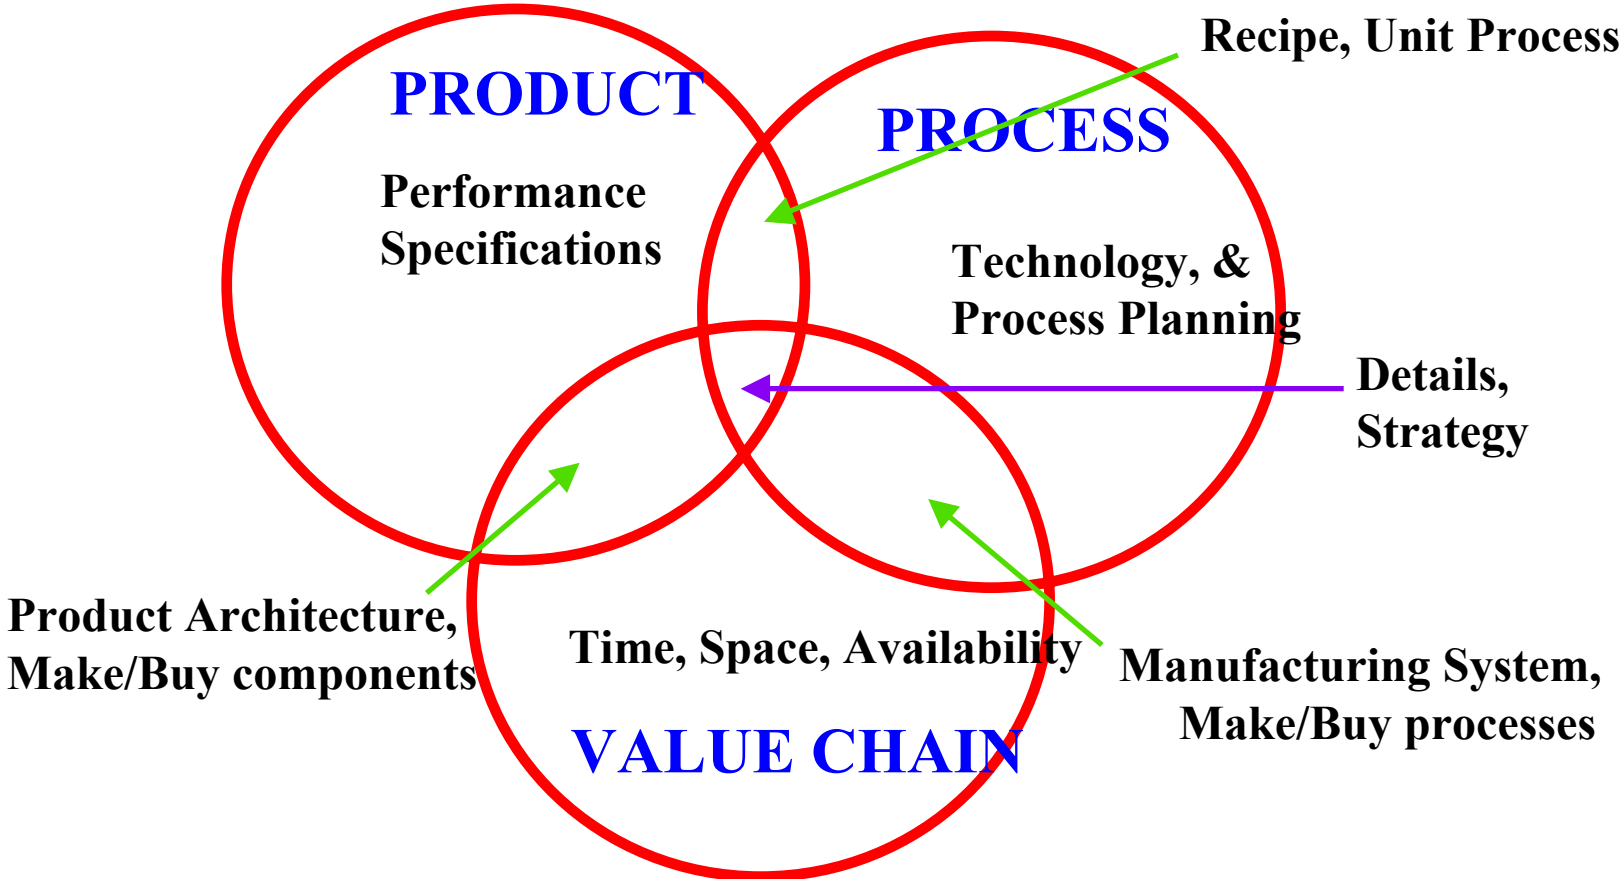 Recipe, Unit Process
PRODUCT
PROCESS
Performance
Specifications
Technology, &
Process Planning
Details,
Strategy
Product Architecture,
Make/Buy components
Time, Space, Availability
Manufacturing System,
Make/Buy processes
VALUE CHAIN